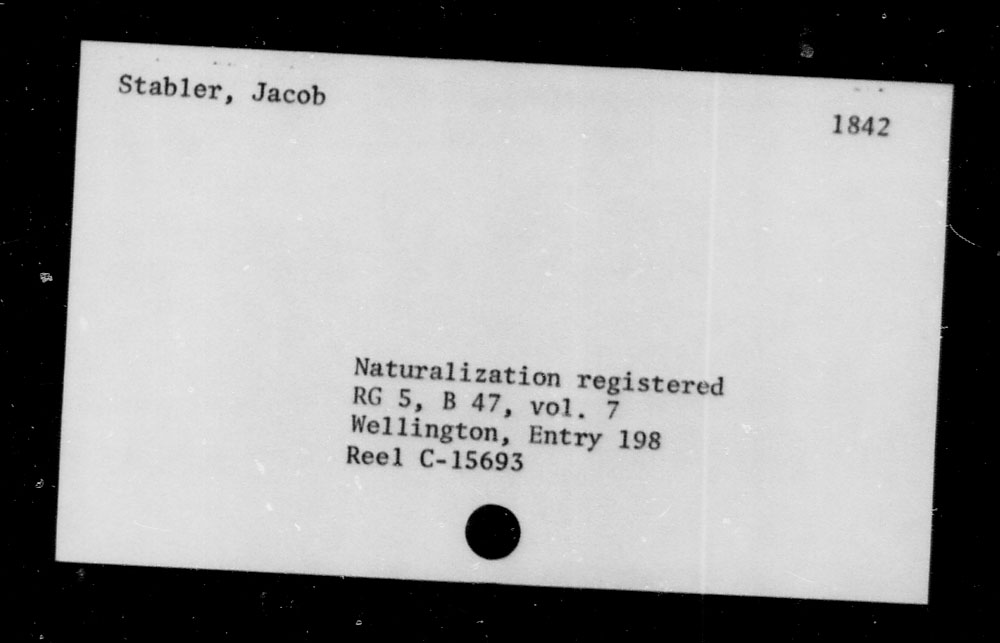 Stabler, Jacob
1842
Naturalization registered
RG 5, B 47, vol. 7
Wellington, Entry 198
Reel C-15693